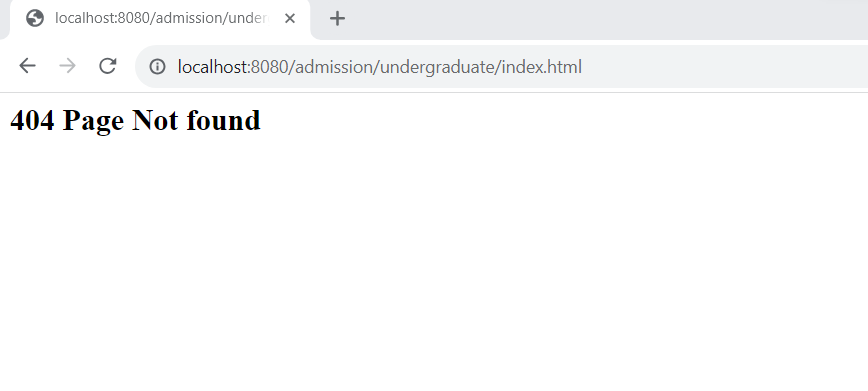 localhost:8080/admission/under
localhost:8080/admission/undergraduate/index.html
404 Page Not found